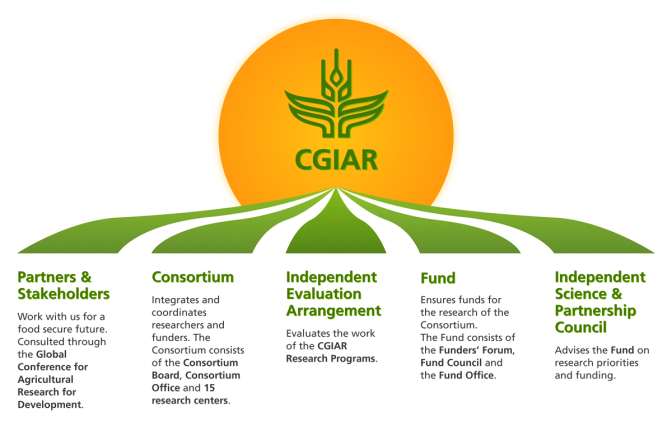 CGIAR
Partners &
Stakeholders
Work with us for a
food secure future.
Consulted through
the Global
Conference for
Agricultural
Research for
Development.
Consortium
Integrates and
coordinates
researchers and
funders. The
Consortium consists
of the Consortium
Board, Consortium
Office and 15
research centers.
Independent
Evaluation
Arrangement
Evaluates the work
of the CGIAR
Research Programs.
Fund
Ensures funds for
the research of the
Consortium.
The Fund consists of
the Funders' Forum,
Fund Council and
the Fund Office.
Independent
Science &
Partnership
Council
Advises the Fund on
research priorities
and funding.